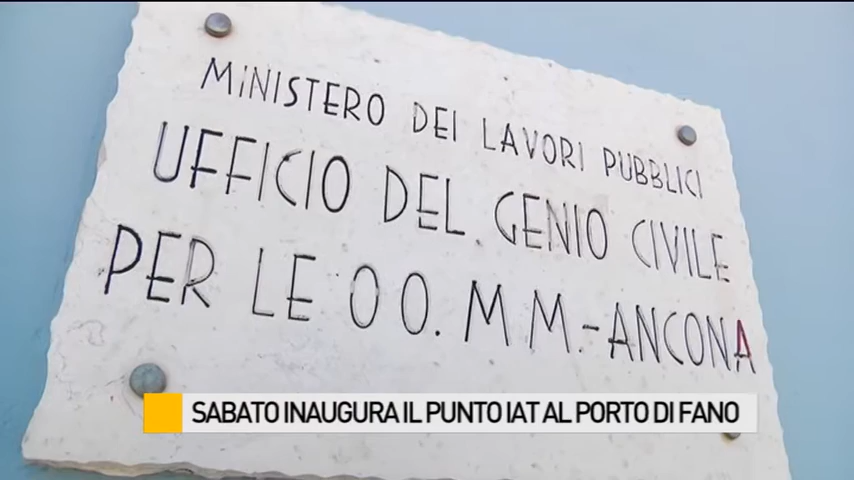 MINISTERO DEI LAVORI PUBBLICI
UFFICIO DEL GENIO CIVILE
PER LE OO. MM.-ANCONA
SABATO INAUGURA IL PUNTO IAT AL PORTO DI FANO